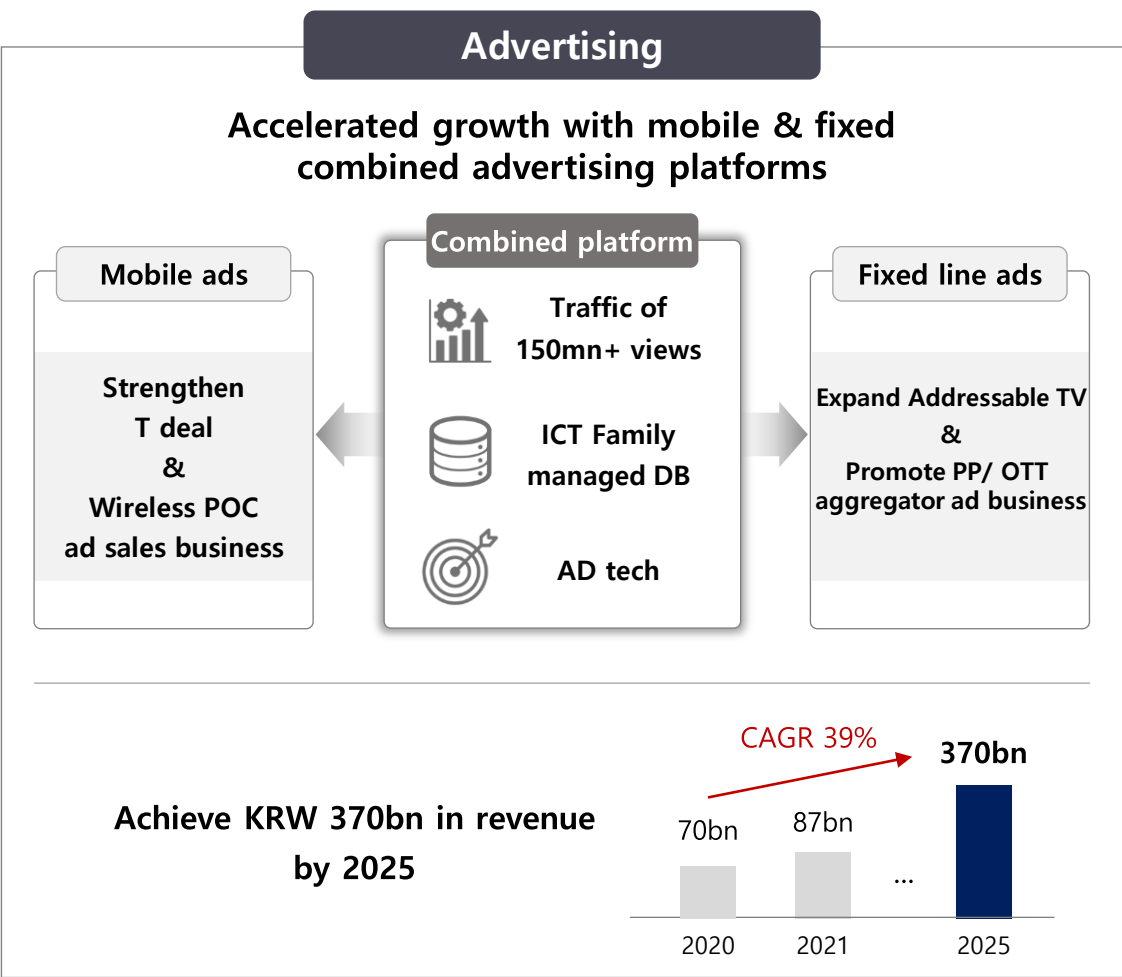 Advertising
Accelerated growth with mobile & fixed
combined advertising platforms
Mobile ads
Strengthen
T deal
&
Wireless POC
ad sales business
Combined platform
Traffic of
150mn+ views
ICT Family
managed DB
AD tech
Fixed line ads
Expand Addressable TV
&
Promote PP/ OTT
aggregator ad business
Achieve KRW 370bn in revenue
by 2025
CAGR 39%
70bn
87bn
...
370bn
2020
2021
2025